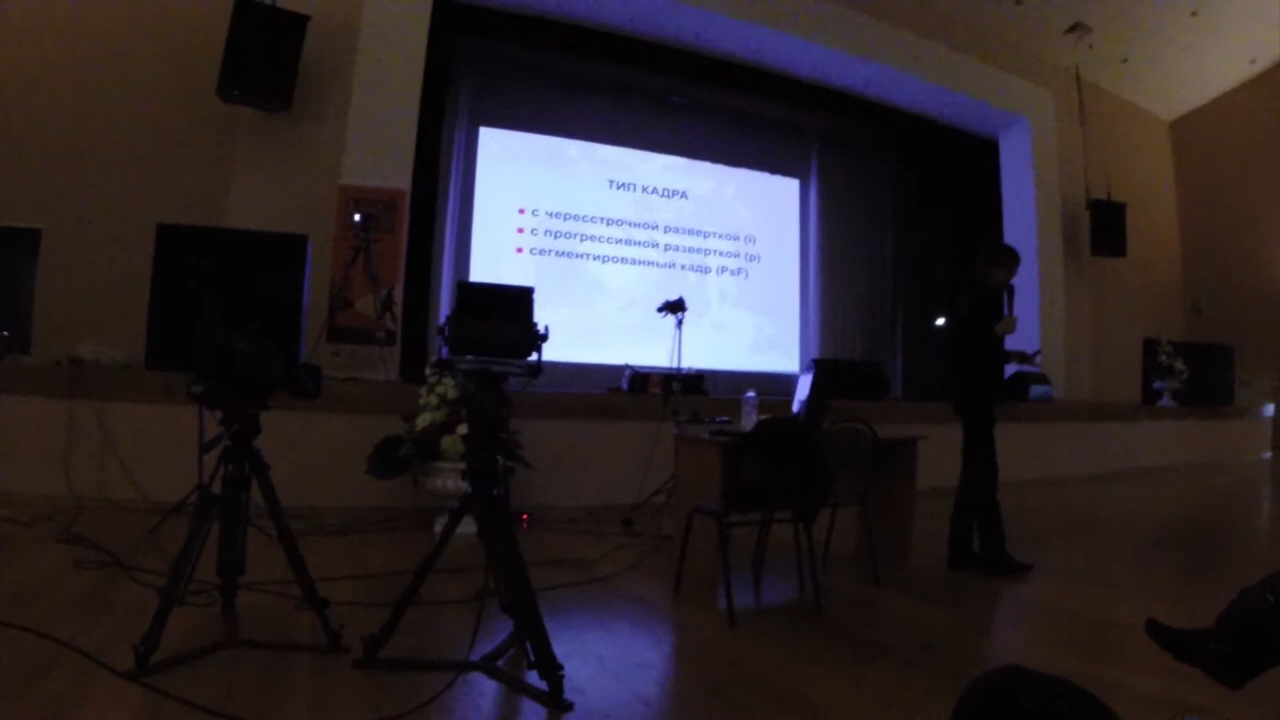 ТИП КАДРА
с чересстрочной разверткой (i)
с прогрессивной разверткой (p)
сегментированный кадр (PsF)